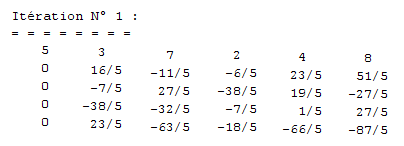 Itération N° 1 :
= = = = = = = =
5 3 7 2 4 8
0 16/5 -11/5 -6/5 23/5 51/5
0 -7/5 27/5 -38/5 19/5 -27/5
0 -38/5 -32/5 -7/5 1/5 27/5
0 23/5 -63/5 -18/5 -66/5 -87/5